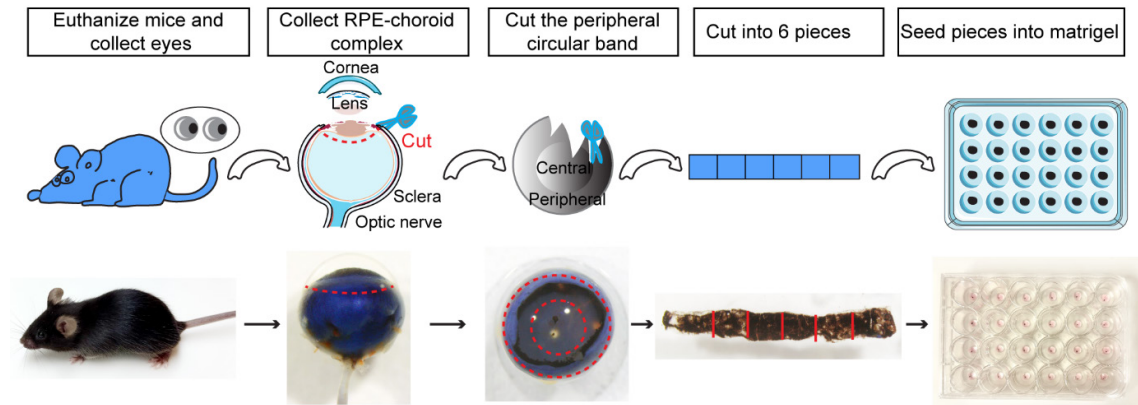 Euthanize mice and
collect eyes
Collect RPE-choroid
complex
Cut the peripheral
circular band
Cut into 6 pieces
Seed pieces into matrigel
Cornea
Lens
Cut
Sclera
Optic nerve
Central
Peripheral